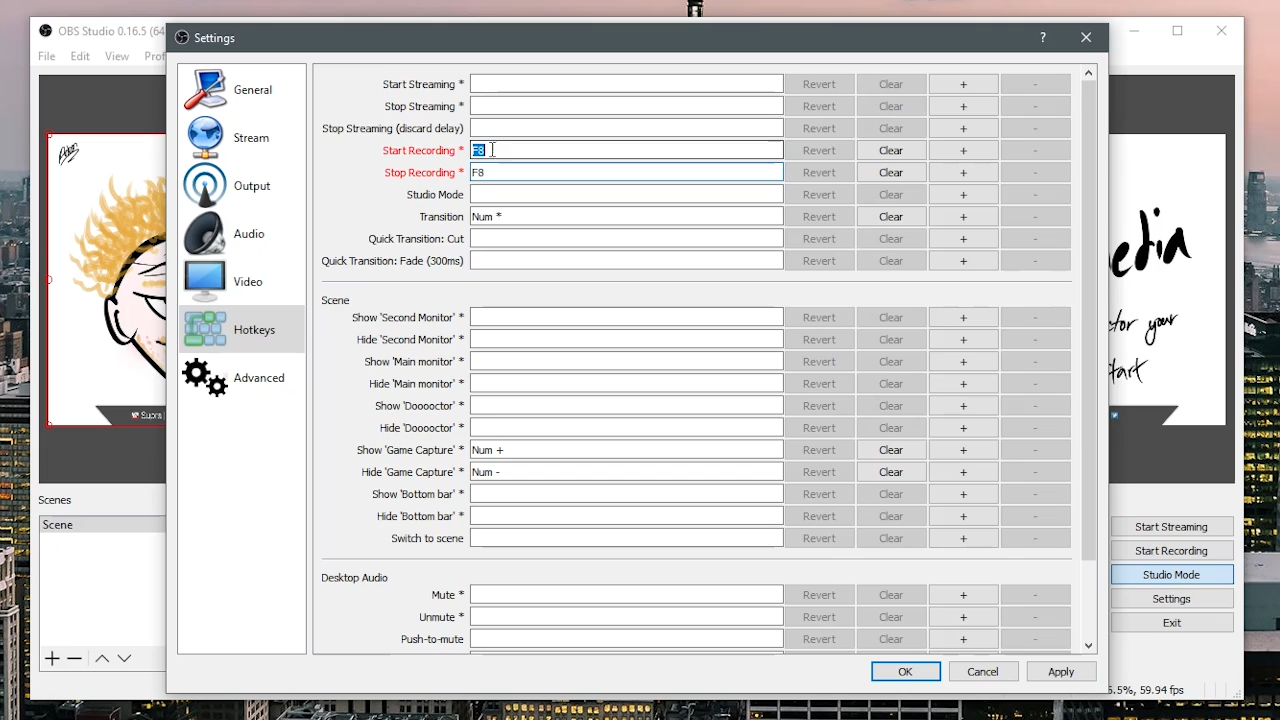 OBS Studio 0.16.5 (64
Settings
?
File Edit View Prof
General
Stream
Output
Audio
Video
Hotkeys
Advanced
Start Streaming * Revert Clear + -
Stop Streaming * Revert Clear + -
Stop Streaming (discard delay) Revert Clear + -
Start Recording * F8 Revert Clear + -
Stop Recording * F8 Revert Clear + -
Studio Mode Revert Clear + -
Transition Num * Revert Clear + -
Quick Transition: Cut Revert Clear + -
Quick Transition: Fade (300ms) Revert Clear + -
Scene
Show 'Second Monitor' * Revert Clear + -
Hide 'Second Monitor' * Revert Clear + -
Show 'Main monitor' * Revert Clear + -
Hide 'Main monitor' * Revert Clear + -
Show 'Dooooctor' * Revert Clear + -
Hide 'Dooooctor' * Revert Clear + -
Show 'Game Capture' * Num + Revert Clear + -
Hide 'Game Capture' * Num - Revert Clear + -
Show 'Bottom bar' * Revert Clear + -
Hide 'Bottom bar' * Revert Clear + -
Switch to scene Revert Clear + -
Desktop Audio
Mute * Revert Clear + -
Unmute * Revert Clear + -
Push-to-mute Revert Clear + -
OK Cancel Apply
Supra
Scenes
Scene
edia
tor your
tart
Start Streaming
Start Recording
Studio Mode
Settings
Exit
5.5%, 59.94 fps